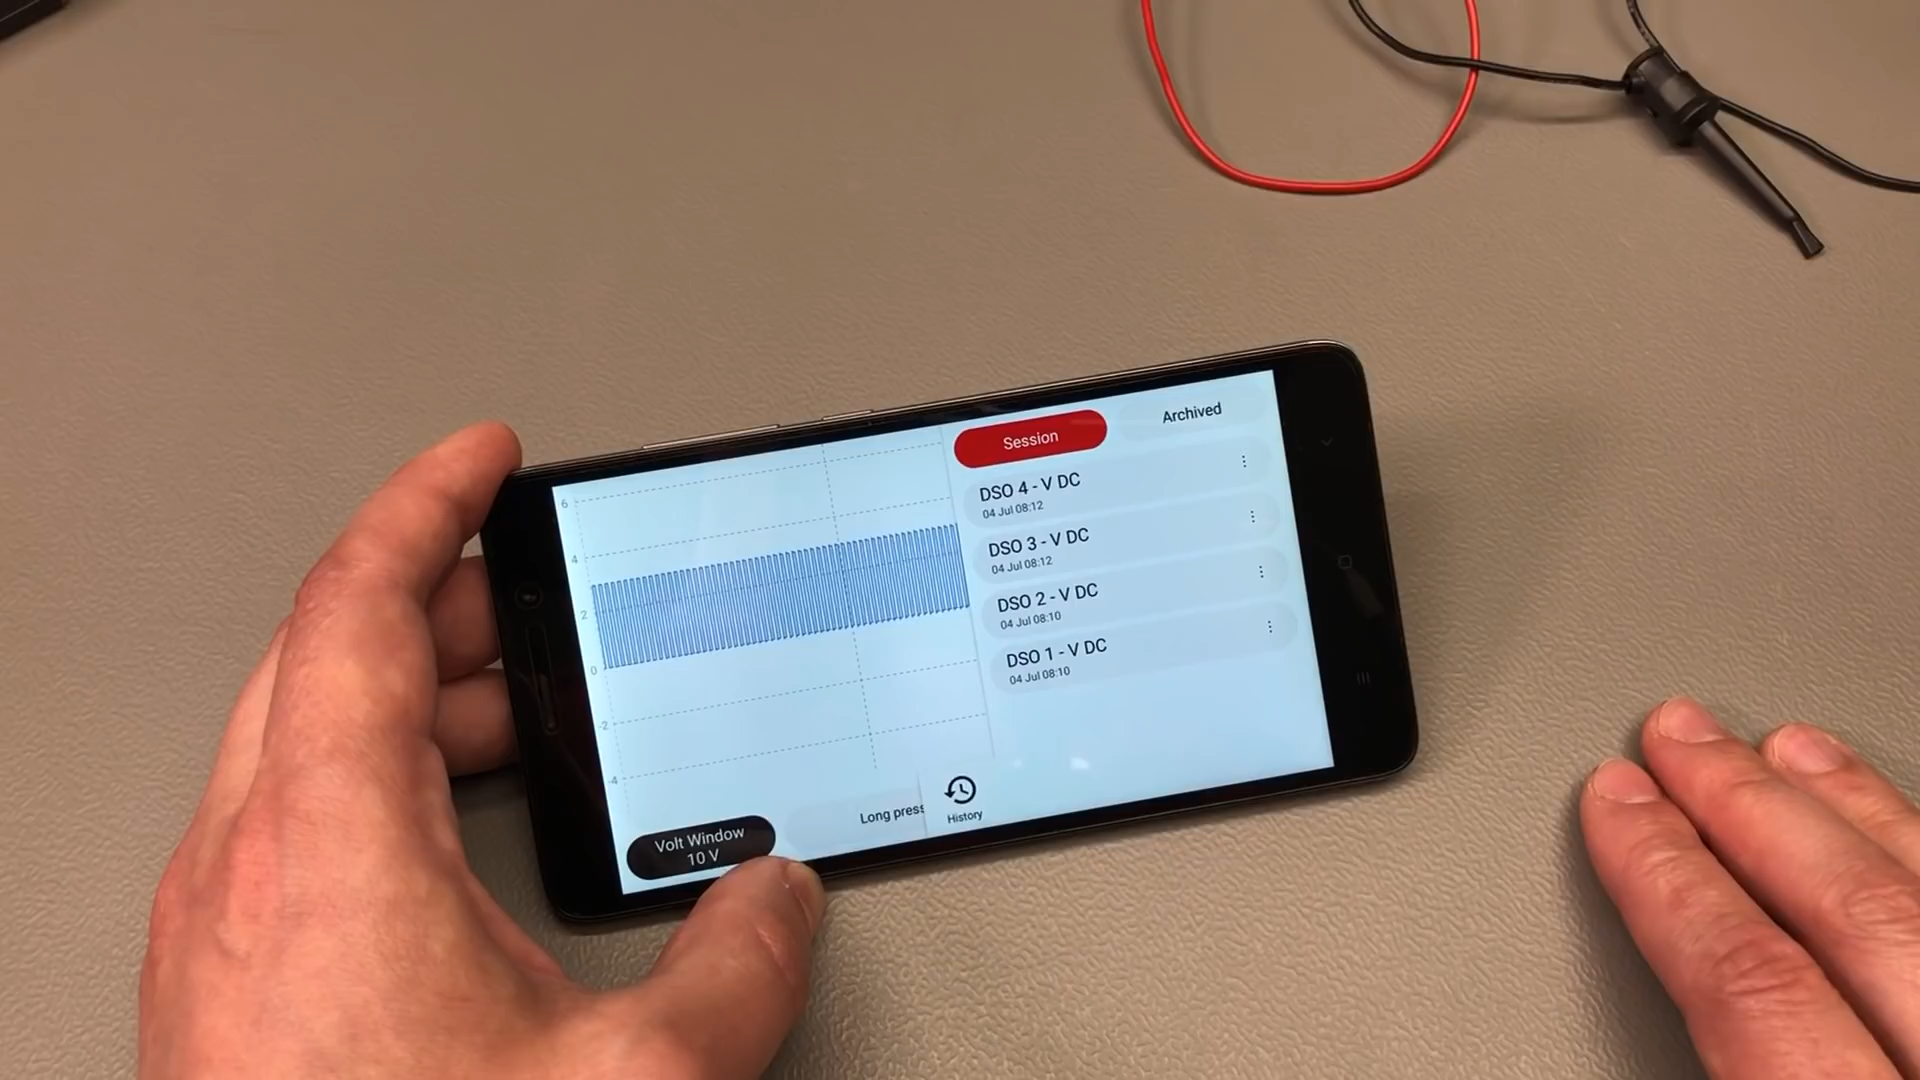 6
4
2
0
-2
-4
Volt Window
10 V
Long press
History
Session
Archived
DSO 4 - V DC
04 Jul 08:12
DSO 3 - V DC
04 Jul 08:12
DSO 2 - V DC
04 Jul 08:10
DSO 1 - V DC
04 Jul 08:10